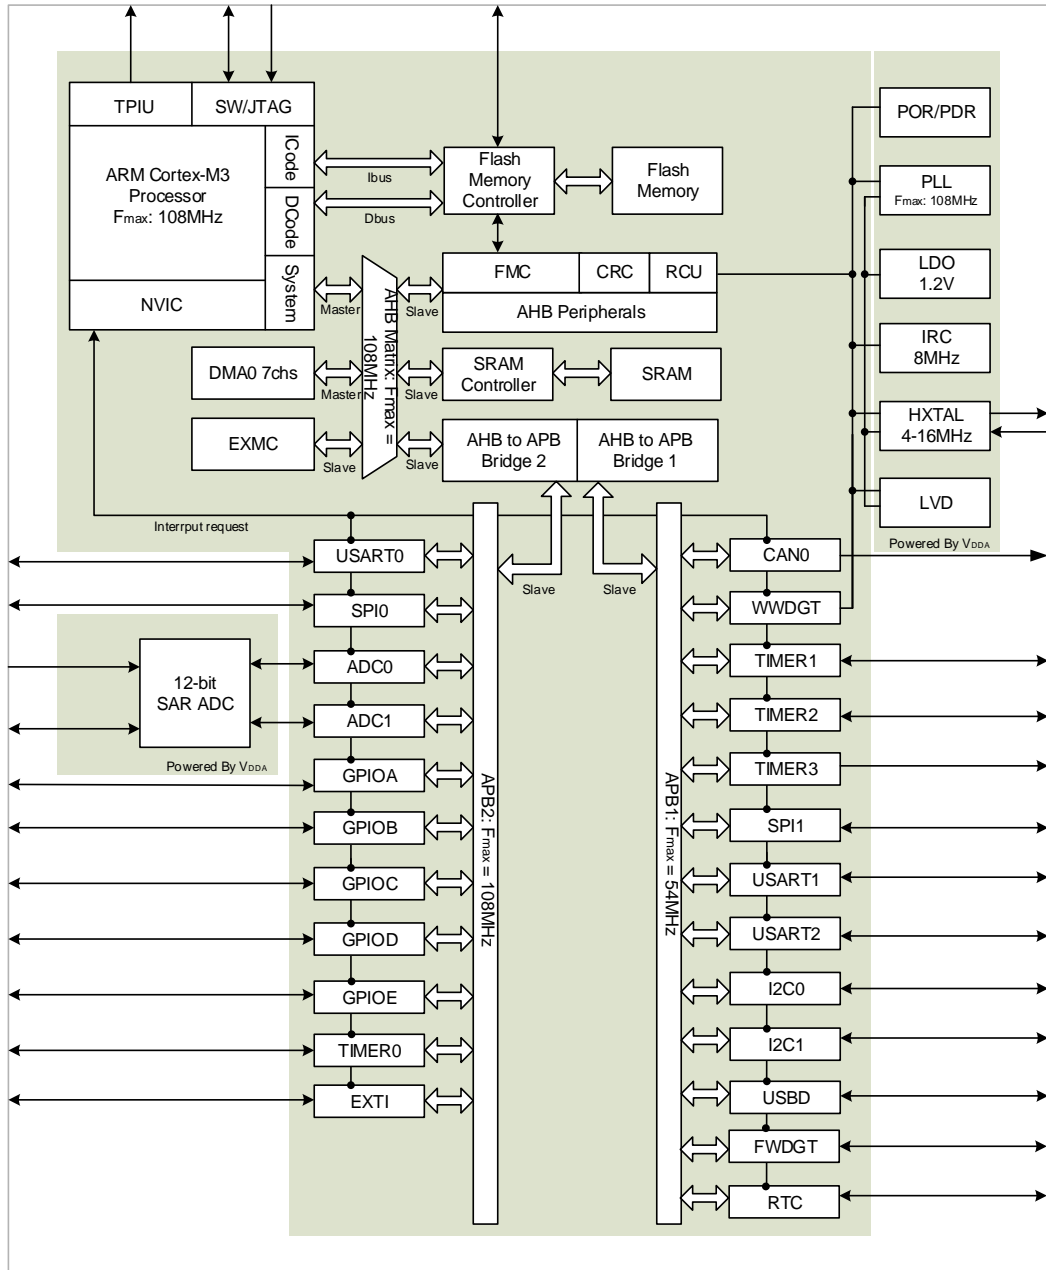 TPIU
SW/JTAG
POR/PDR
ARM Cortex-M3
Processor
Fmax: 108MHz
ICode
DCode
System
NVIC
Ibus
Dbus
Flash
Memory
Controller
Flash
Memory
PLL
Fmax: 108MHz
FMC
CRC
RCU
AHB Peripherals
LDO
1.2V
Master
Slave
AHB Matrix: Fmax =
108MHz
IRC
8MHz
DMA0 7chs
Master
Slave
SRAM
Controller
SRAM
HXTAL
4-16MHz
EXMC
Slave
Slave
AHB to APB
Bridge 2
AHB to APB
Bridge 1
LVD
Powered By VDDA
Interrput request
Slave
Slave
USART0
SPI0
ADC0
ADC1
12-bit
SAR ADC
Powered By VDDA
GPIOA
GPIOB
GPIOC
GPIOD
GPIOE
TIMER0
EXTI
APB2: Fmax = 108MHz
APB1: Fmax = 54MHz
CAN0
WWDGT
TIMER1
TIMER2
TIMER3
SPI1
USART1
USART2
I2C0
I2C1
USBD
FWDGT
RTC